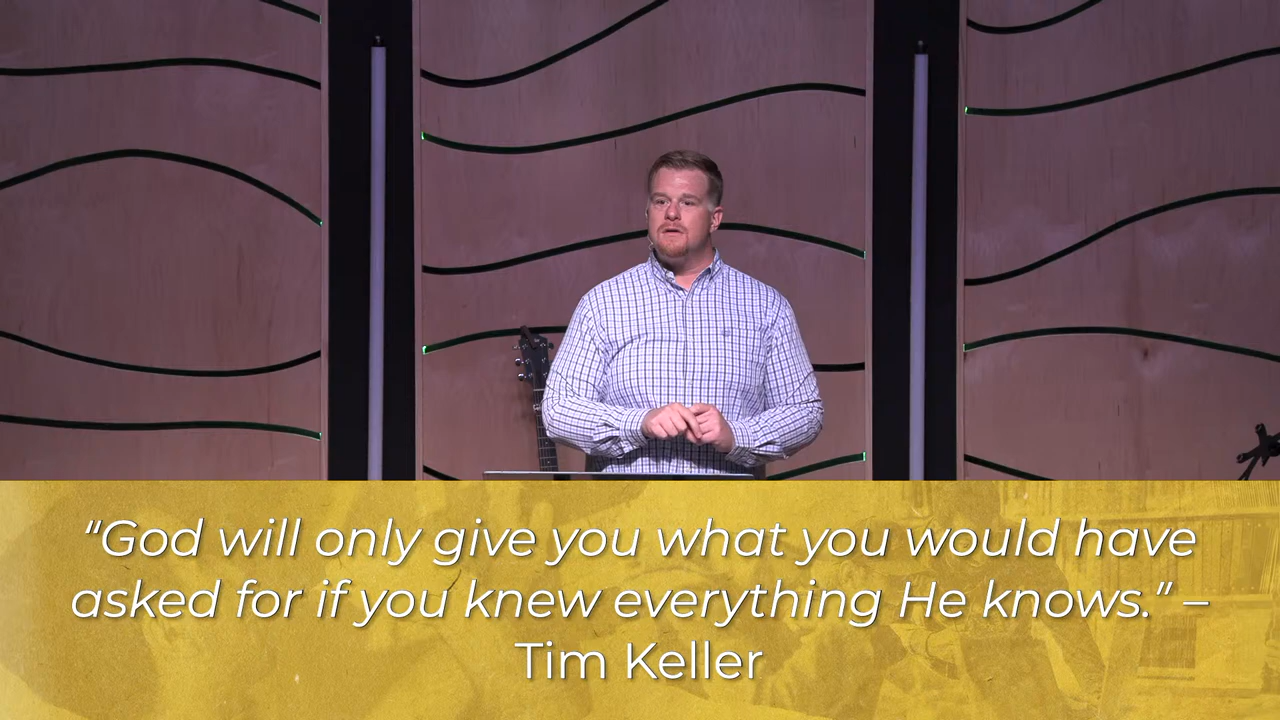 “God will only give you what you would have
asked for if you knew everything He knows.” –
Tim Keller